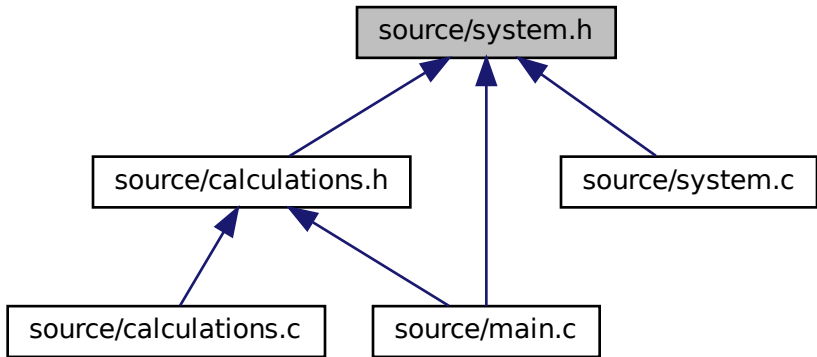 source/system.h
source/calculations.h
source/system.c
source/calculations.c
source/main.c